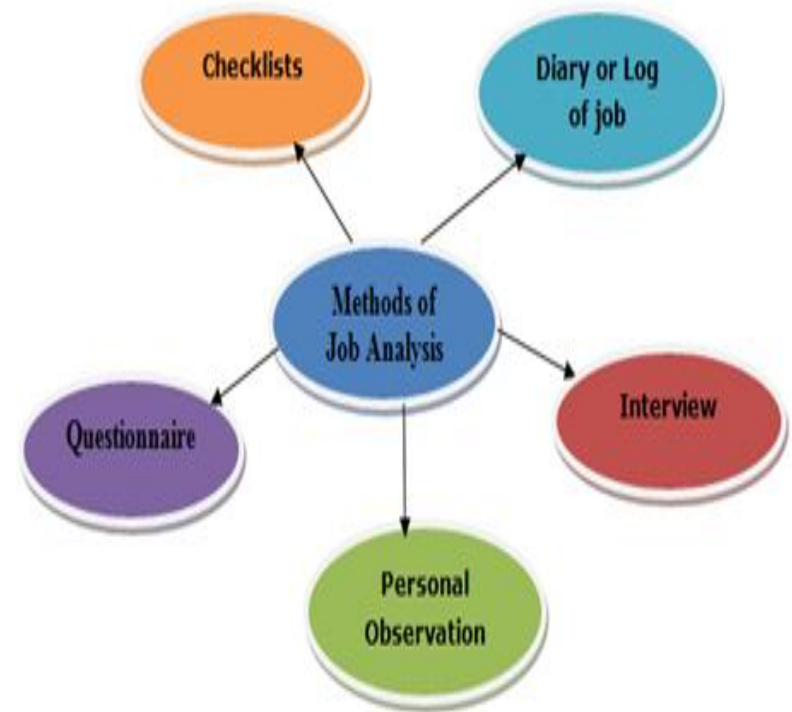 Checklists
Diary or Log
of job
Methods of
Job Analysis
Interview
Questionnaire
Personal
Observation